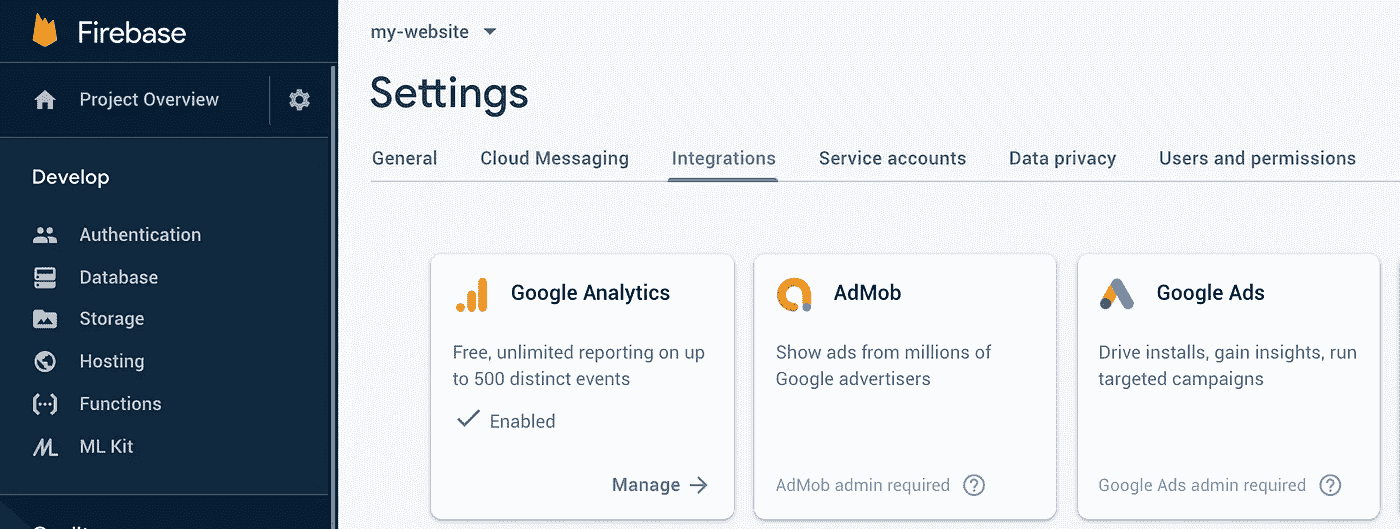 Firebase
Project Overview
Develop
Authentication
Database
Storage
Hosting
Functions
ML Kit
my-website
Settings
General Cloud Messaging Integrations Service accounts Data privacy Users and permissions
Google Analytics
Free, unlimited reporting on up
to 500 distinct events
Enabled
Manage
AdMob
Show ads from millions of
Google advertisers
AdMob admin required
Google Ads
Drive installs, gain insights, run
targeted campaigns
Google Ads admin required